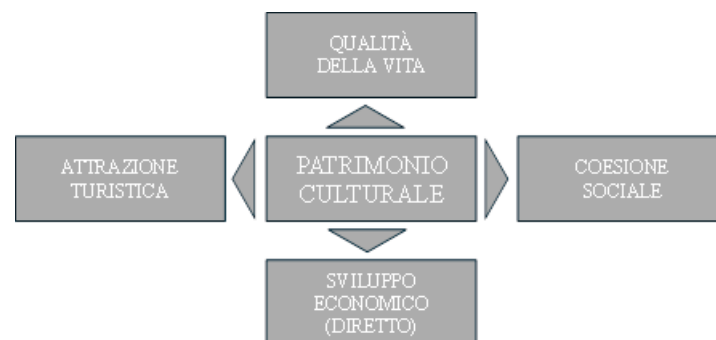 QUALITÀ
DELLA VITA
ATTRAZIONE
TURISTICA
PATRIMONIO
CULTURALE
COESIONE
SOCIALE
SVILUPPO
ECONOMICO
(DIRETTO)